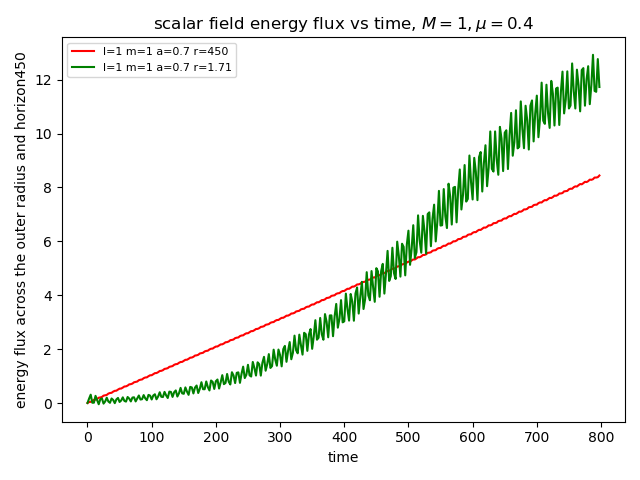 scalar field energy flux vs time, M = 1, μ = 0.4
l=1 m=1 a=0.7 r=450
l=1 m=1 a=0.7 r=1.71
energy flux across the outer radius and horizon450
12
10
8
6
4
2
0
0 100 200 300 400 500 600 700 800
time